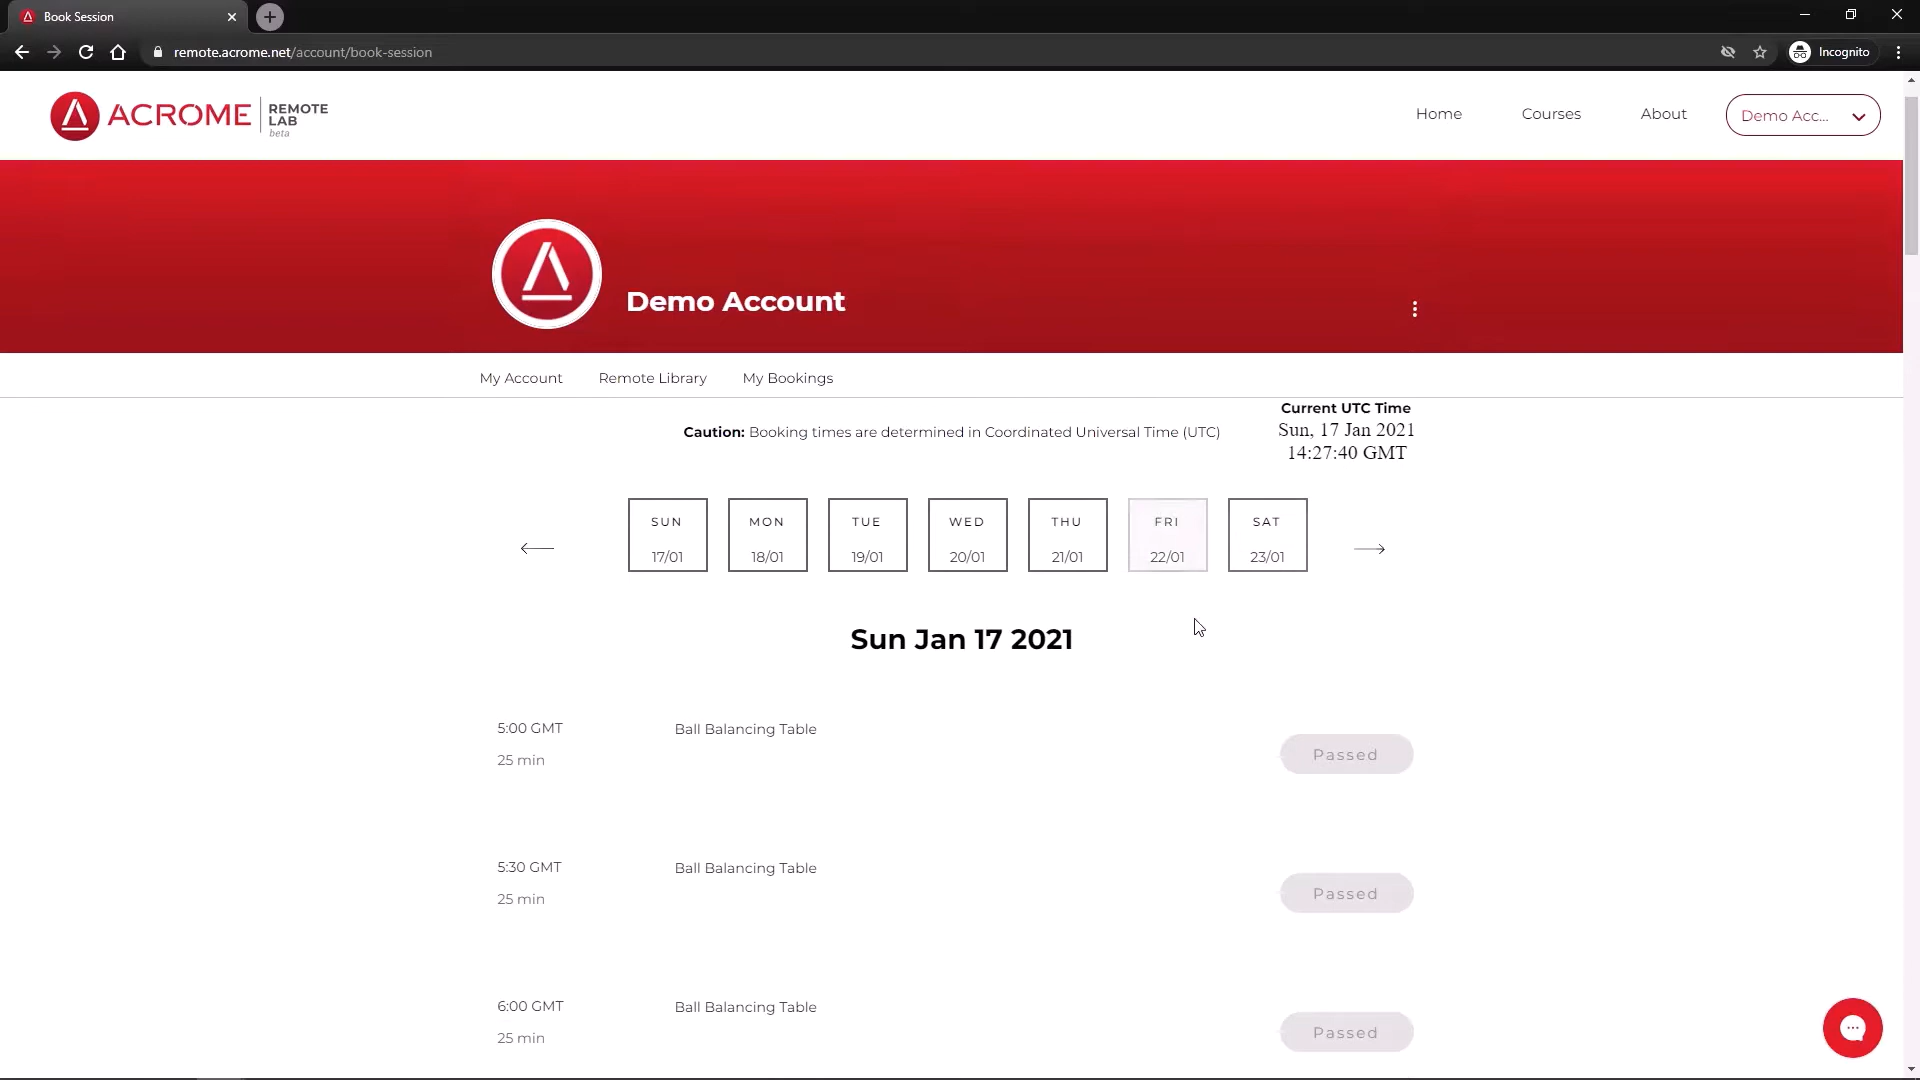 Book Session
remote.acrome.net/account/book-session
Incognito
ACROME
REMOTE
LAB
beta
Home
Courses
About
Demo Acc...
Demo Account
My Account
Remote Library
My Bookings
Caution: Booking times are determined in Coordinated Universal Time (UTC)
Current UTC Time
Sun, 17 Jan 2021
14:27:40 GMT
SUN
17/01
MON
18/01
TUE
19/01
WED
20/01
THU
21/01
FRI
22/01
SAT
23/01
Sun Jan 17 2021
5:00 GMT
25 min
Ball Balancing Table
Passed
5:30 GMT
25 min
Ball Balancing Table
Passed
6:00 GMT
25 min
Ball Balancing Table
Passed